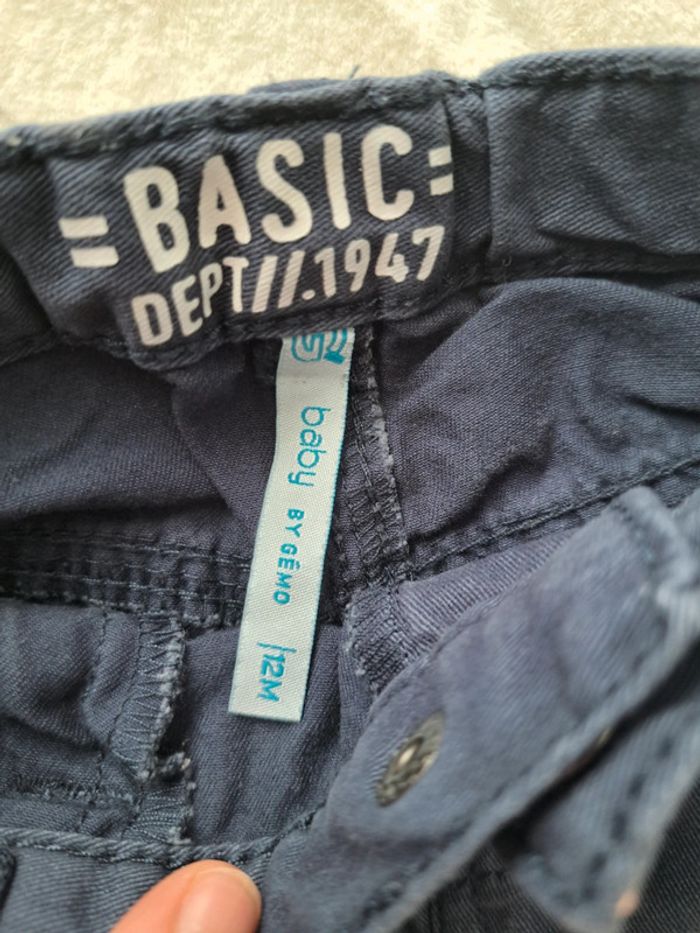 =BASIC=
DEPT//.1947
baby BY GÉMO 12M